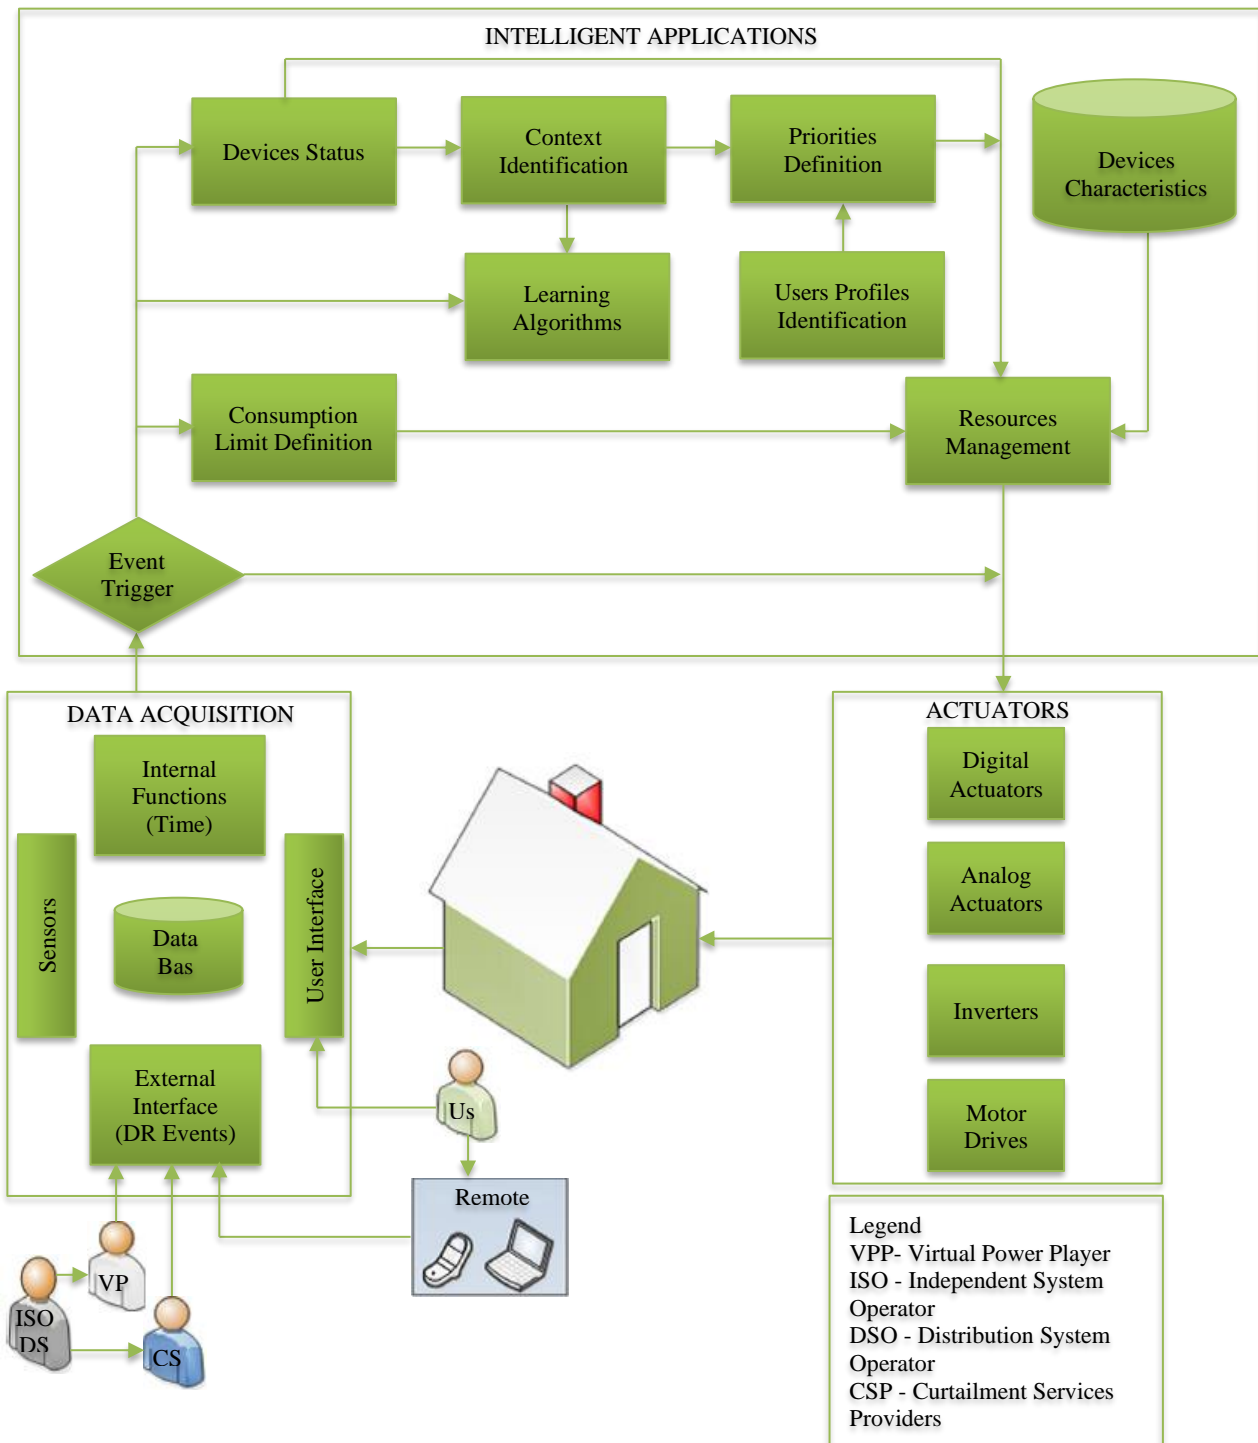 INTELLIGENT APPLICATIONS
Devices Status
Context
Identification
Priorities
Definition
Devices
Characteristics
Learning
Algorithms
Users Profiles
Identification
Consumption
Limit Definition
Resources
Management
Event
Trigger
DATA ACQUISITION
Internal
Functions
(Time)
Sensors
Data
Bas
User Interface
External
Interface
(DR Events)
ACTUATORS
Digital
Actuators
Analog
Actuators
Inverters
Motor
Drives
Us
Remote
VP
ISO
DS
CS
Legend
VPP- Virtual Power Player
ISO - Independent System
Operator
DSO - Distribution System
Operator
CSP - Curtailment Services
Providers